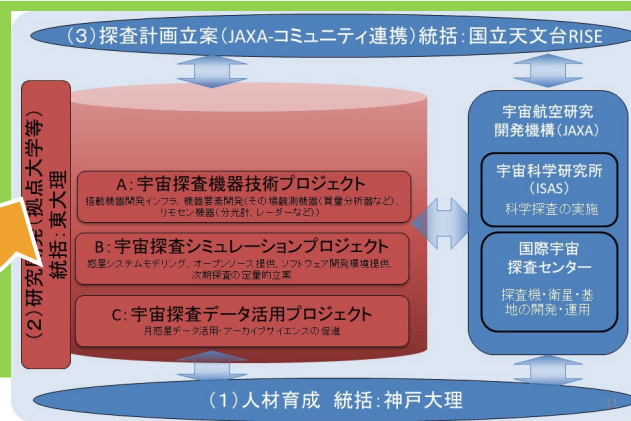 (3)探査計画立案(JAXA-コミュニティ連携)統括:国立天文台RISE
(2)研究開発(拠点大学等)
統括:東大理
A:宇宙探査機器技術プロジェクト
搭載機器開発インフラ、機器要素開発(その場観測機器(質量分析器など)、
リモセン機器(分光計、レーダーなど))
B:宇宙探査シミュレーションプロジェクト
惑星システムモデリング、オープンソース提供、ソフトウェア開発環境提供、
次期探査の定量的立案
C:宇宙探査データ活用プロジェクト
月惑星データ活用・アーカイブサイエンスの促進
宇宙航空研究
開発機構(JAXA)
宇宙科学研究所
(ISAS)
科学探査の実施
国際宇宙
探査センター
探査機・衛星・基
地の開発・運用
(1)人材育成 統括:神戸大理
11